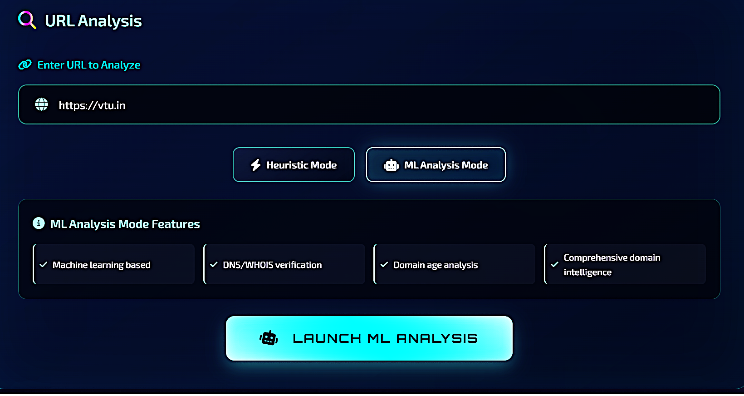 URL Analysis
Enter URL to Analyze
https://vtu.in
Heuristic Mode
ML Analysis Mode
ML Analysis Mode Features
Machine learning based
DNS/WHOIS verification
Domain age analysis
Comprehensive domain
intelligence
LAUNCH ML ANALYSIS